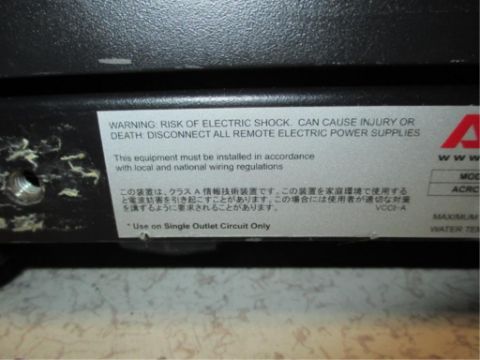 WARNING: RISK OF ELECTRIC SHOCK. CAN CAUSE INJURY OR
DEATH: DISCONNECT ALL REMOTE ELECTRIC POWER SUPPLIES
This equipment must be installed in accordance
with local and national wiring regulations
この装置は、クラスA情報技術装置です。この装置を家庭環境で使用する
と電波妨害を引き起こすことがあります。この場合には使用者が適切な対策
を講ずるように要求されることがあります。 VCCI-A
* Use on Single Outlet Circuit Only
A
www
MOD
ACRC
MAXIMUM
WATER TEM